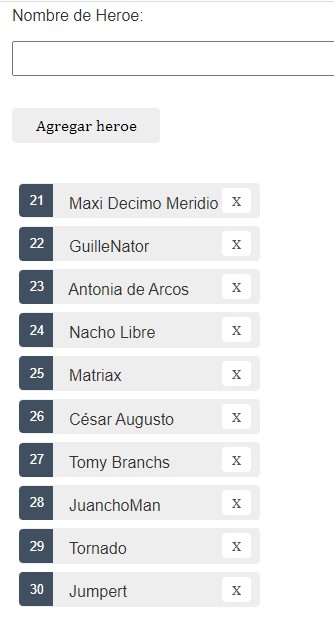 Nombre de Heroe:
Agregar heroe
21 Maxi Decimo Meridio x
22 GuilleNator x
23 Antonia de Arcos x
24 Nacho Libre x
25 Matriax x
26 César Augusto x
27 Tomy Branchs x
28 JuanchoMan x
29 Tornado x
30 Jumpert x